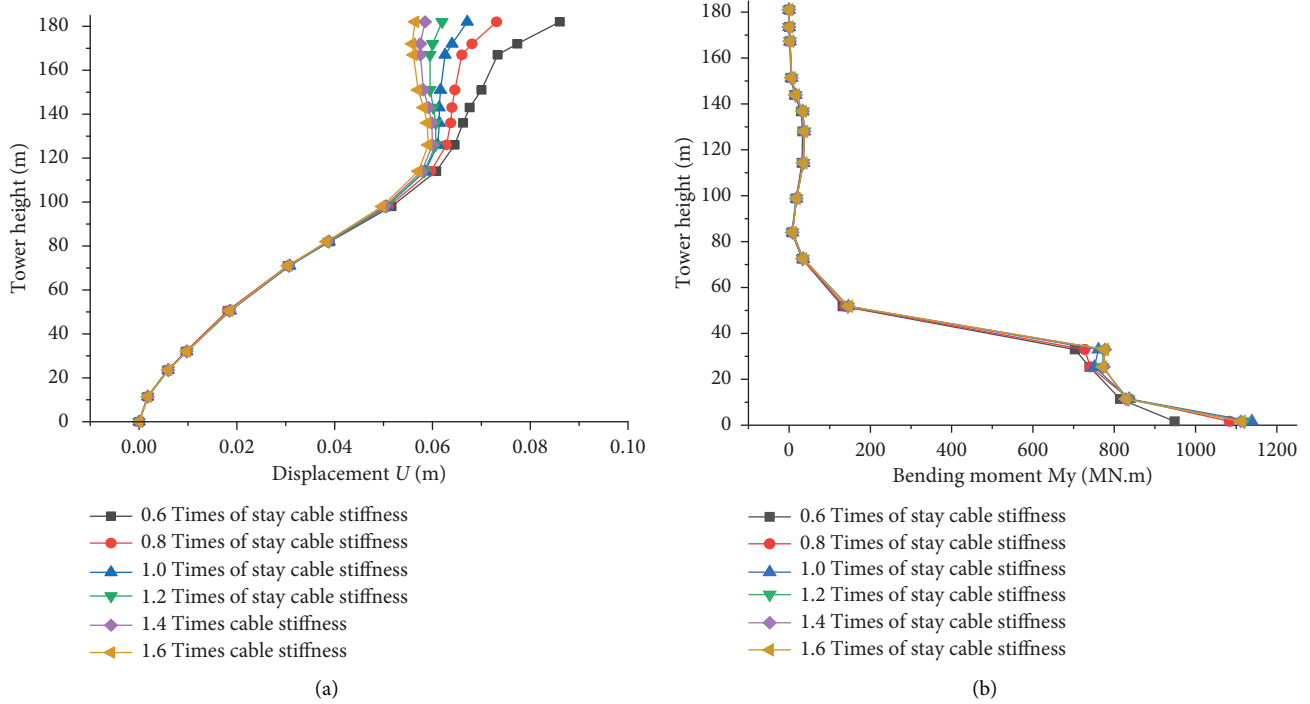 180
160
140
120
100
80
60
40
20
0
Tower height (m)
0.00
0.02
0.04
0.06
0.08
0.10
Displacement U (m)
0.6 Times of stay cable stiffness
0.8 Times of stay cable stiffness
1.0 Times of stay cable stiffness
1.2 Times of stay cable stiffness
1.4 Times cable stiffness
1.6 Times cable stiffness
(a)
180
160
140
120
100
80
60
40
20
0
Tower height (m)
0
200
400
600
800
1000
1200
Bending moment My (MN.m)
0.6 Times of stay cable stiffness
0.8 Times of stay cable stiffness
1.0 Times of stay cable stiffness
1.2 Times of stay cable stiffness
1.4 Times of stay cable stiffness
1.6 Times of stay cable stiffness
(b)